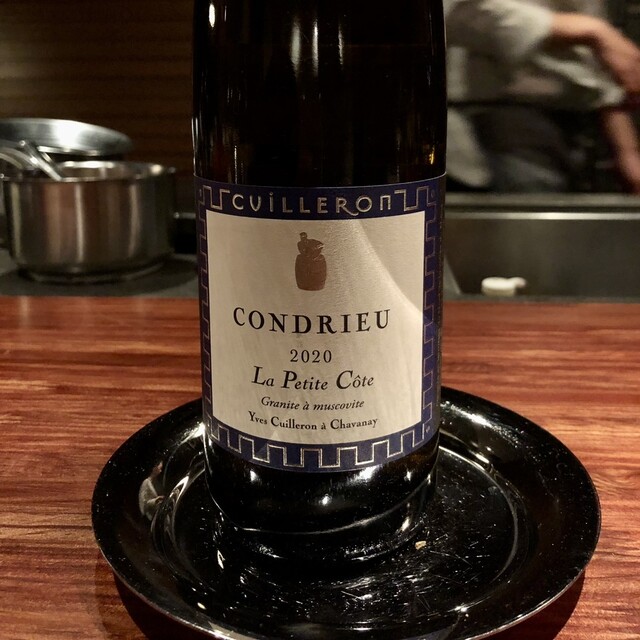 CUILLERON
CONDRIEU
2020
La Petite Côte
Granite à muscovite
Yves Cuilleron à Chavanay